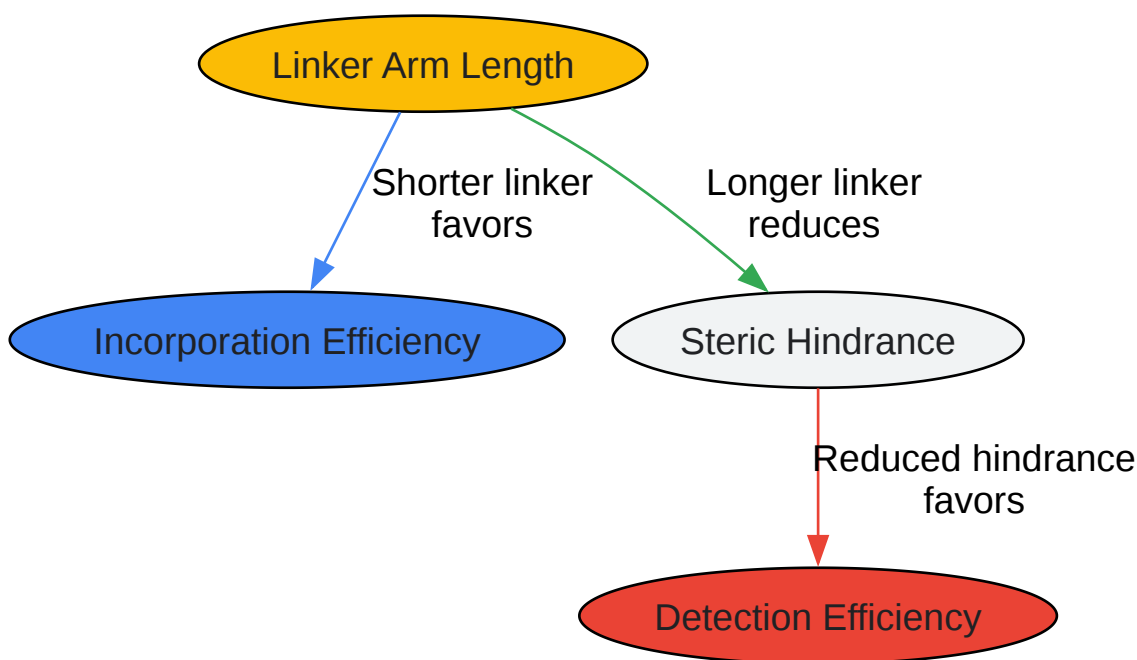 Linker Arm Length
Shorter linker
favors
Longer linker
reduces
Incorporation Efficiency
Steric Hindrance
Reduced hindrance
favors
Detection Efficiency